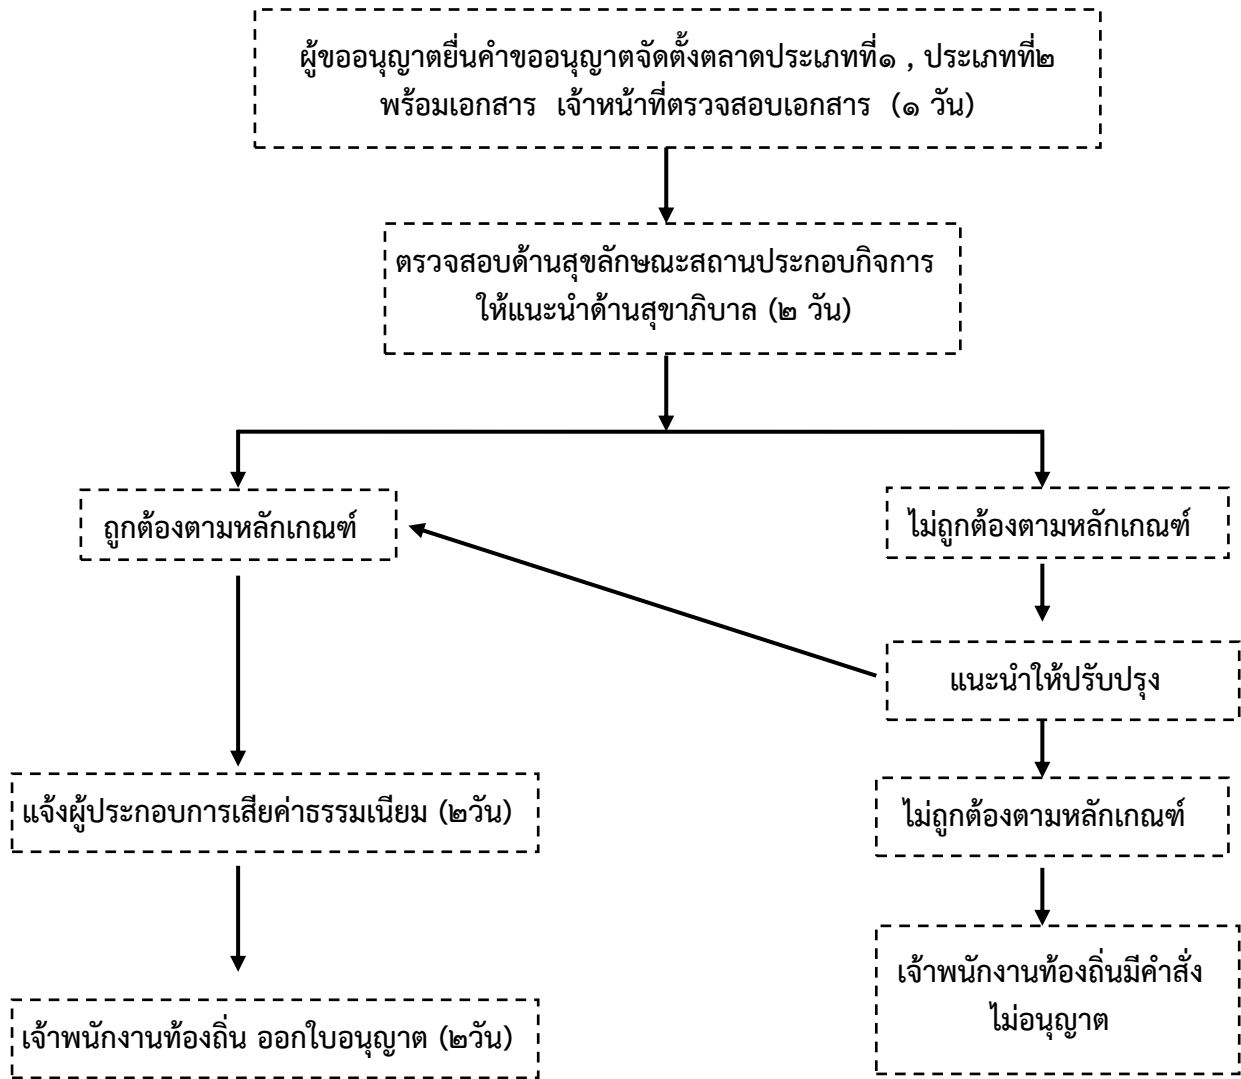 ผู้ขออนุญาตยื่นคำขออนุญาตจัดตั้งตลาดประเภทที่๑ , ประเภทที่๒
พร้อมเอกสาร เจ้าหน้าที่ตรวจสอบเอกสาร (๑ วัน)
ตรวจสอบด้านสุขลักษณะสถานประกอบกิจการ
ให้แนะนำด้านสุขาภิบาล (๒ วัน)
ถูกต้องตามหลักเกณฑ์
ไม่ถูกต้องตามหลักเกณฑ์
แนะนำให้ปรับปรุง
แจ้งผู้ประกอบการเสียค่าธรรมเนียม (๒วัน)
ไม่ถูกต้องตามหลักเกณฑ์
เจ้าพนักงานท้องถิ่นมีคำสั่ง
ไม่อนุญาต
เจ้าพนักงานท้องถิ่น ออกใบอนุญาต (๒วัน)